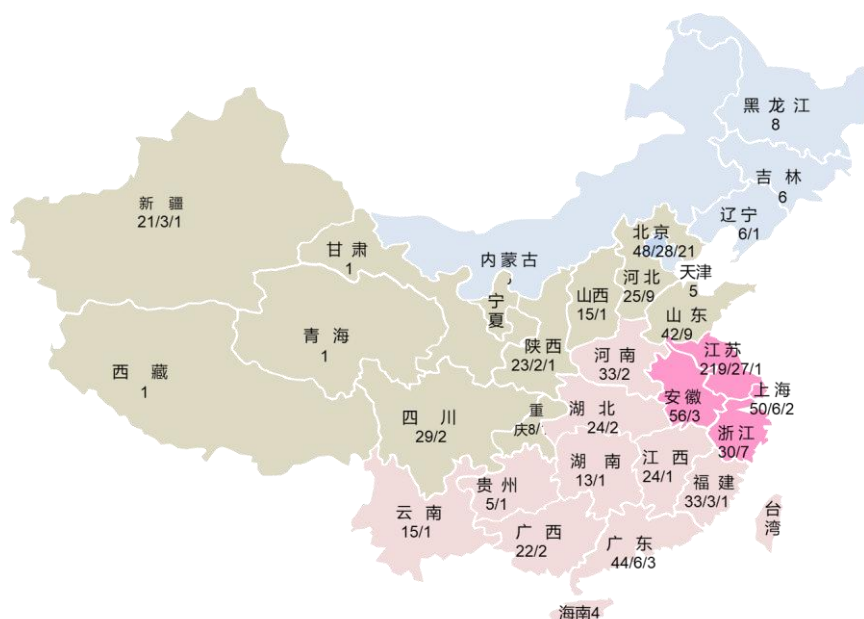 黑龙江
8
吉林
6
辽宁
6/1
新疆
21/3/1
甘肃
1
内蒙古
北京
48/28/21
天津
5
河北
25/9
山西
15/1
宁
夏
山东
42/9
青海
1
陕西
23/2/1
河南
33/2
江苏
219/27/1
西藏
1
安徽
56/3
上海
50/6/2
四川
29/2
重
庆8/
湖北
24/2
浙江
30/7
湖南
13/1
江西
24/1
贵州
5/1
福建
33/3/1
云南
15/1
广西
22/2
广东
44/6/3
台
湾
海南4